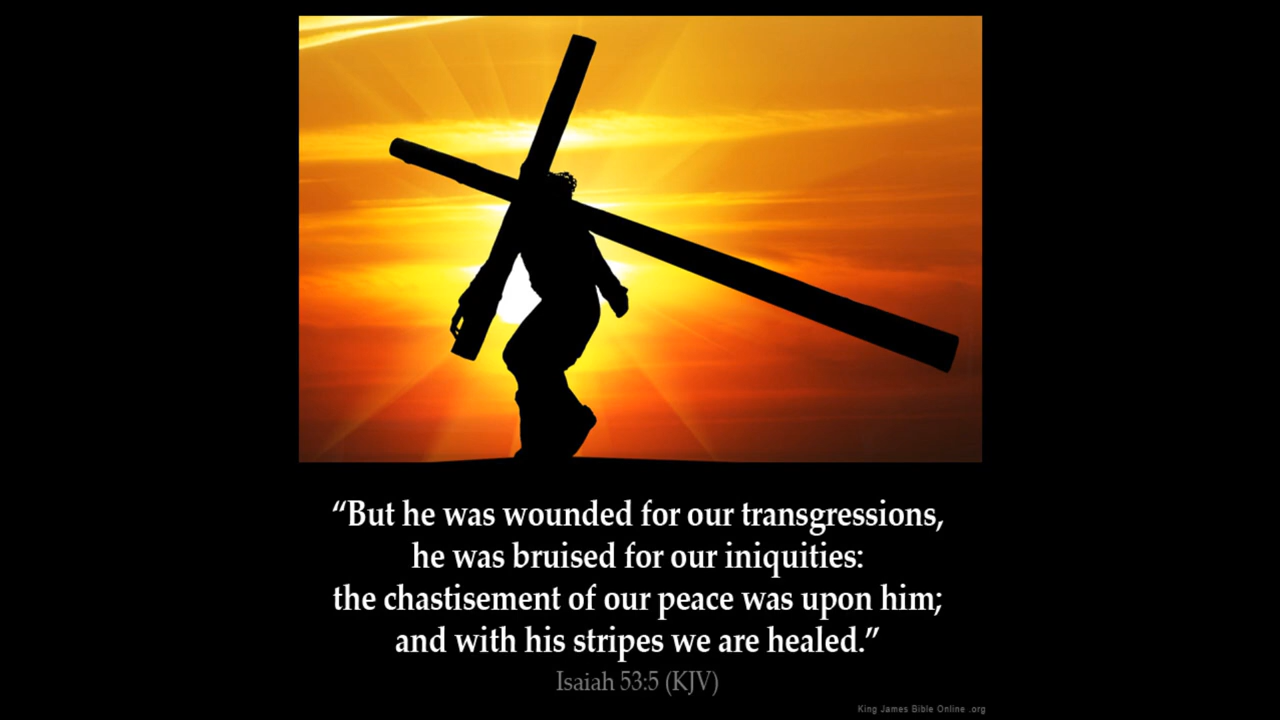 “But he was wounded for our transgressions,
he was bruised for our iniquities:
the chastisement of our peace was upon him;
and with his stripes we are healed.”
Isaiah 53:5 (KJV)
King James Bible Online .org